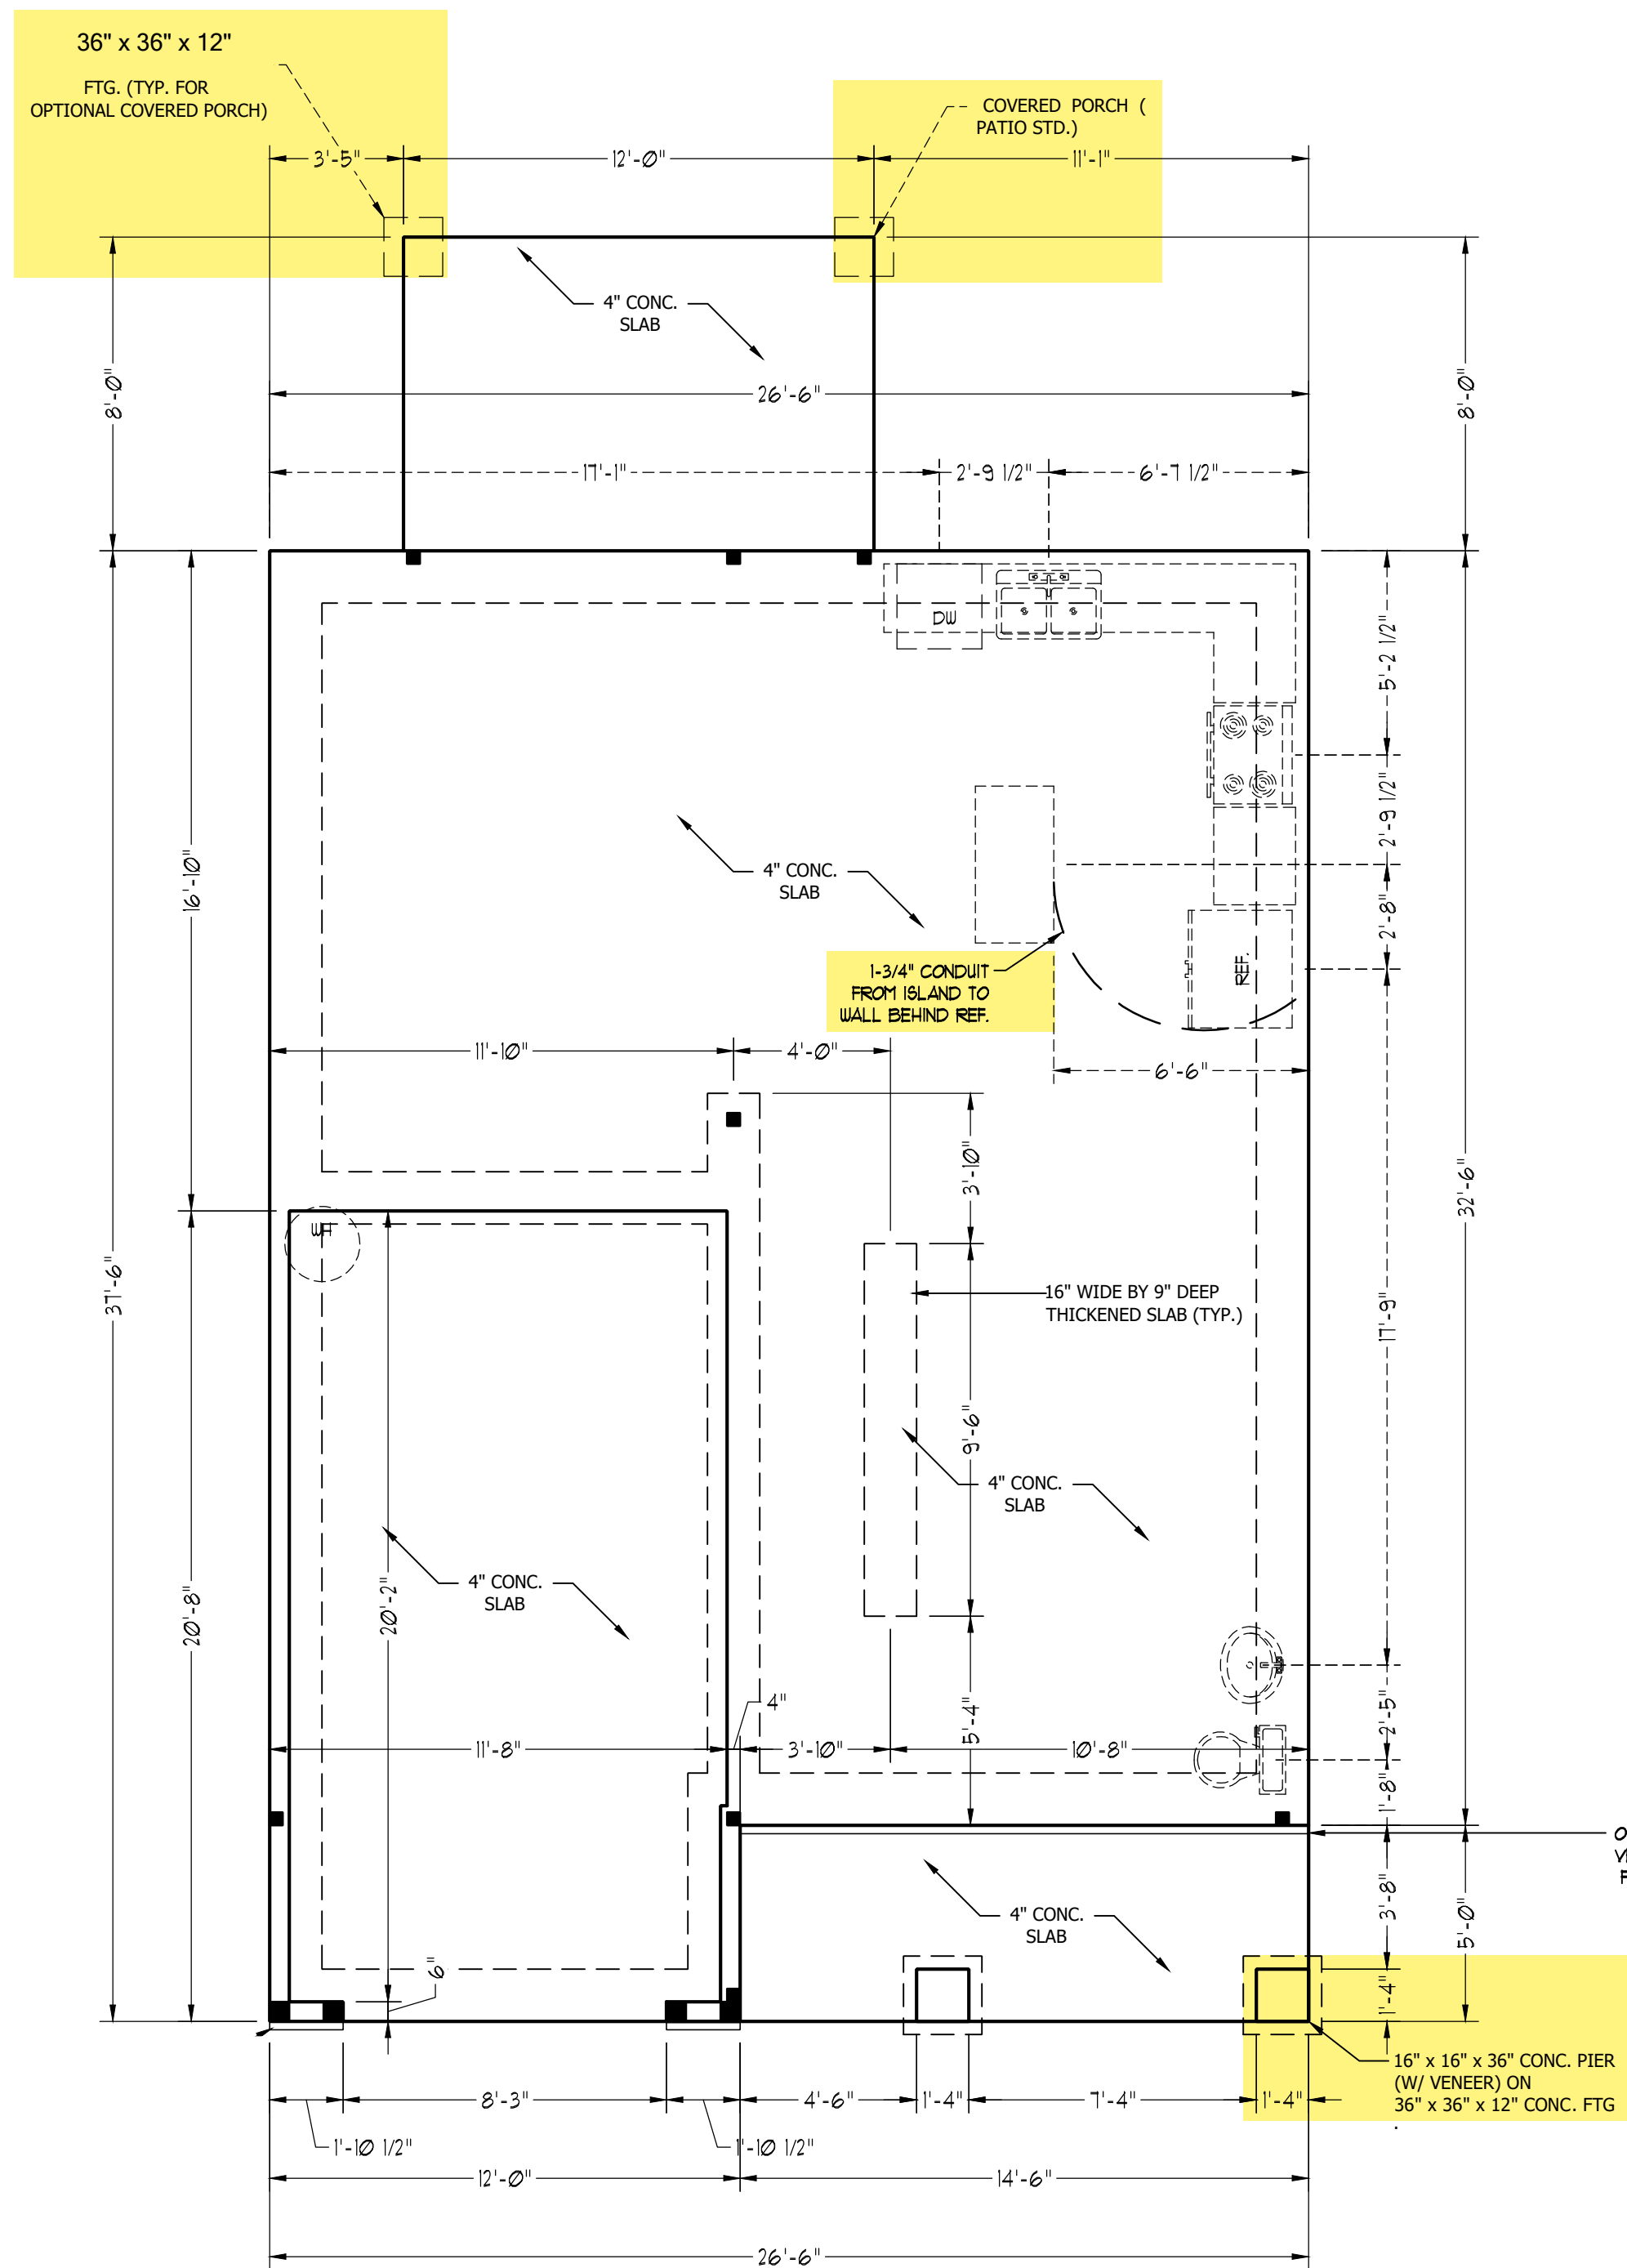 36" x 36" x 12"
FTG. (TYP. FOR
OPTIONAL COVERED PORCH)
COVERED PORCH (
PATIO STD.)
3'-5"
12'-0"
11'-1"
4" CONC.
SLAB
8'-0"
8'-0"
26'-6"
17'-1"
2'-9 1/2"
6'-7 1/2"
DW
5'-2 1/2"
2'-9 1/2"
16'-10"
4" CONC.
SLAB
2'-8"
REF.
1-3/4" CONDUIT
FROM ISLAND TO
WALL BEHIND REF.
11'-10"
4'-0"
6'-6"
3'-10"
32'-6"
WH
37'-6"
16" WIDE BY 9" DEEP
THICKENED SLAB (TYP.)
17'-9"
9'-6"
4" CONC.
SLAB
4" CONC.
SLAB
20'-8"
20'-2"
4"
5'-4"
2'-5"
11'-8"
3'-10"
10'-8"
1'-8"
3'-8"
5'-0"
4" CONC.
SLAB
6"
1'-4"
16" x 16" x 36" CONC. PIER
(W/ VENEER) ON
36" x 36" x 12" CONC. FTG
.
8'-3"
4'-6"
1'-4"
7'-4"
1'-4"
1'-10 1/2"
1'-10 1/2"
12'-0"
14'-6"
26'-6"